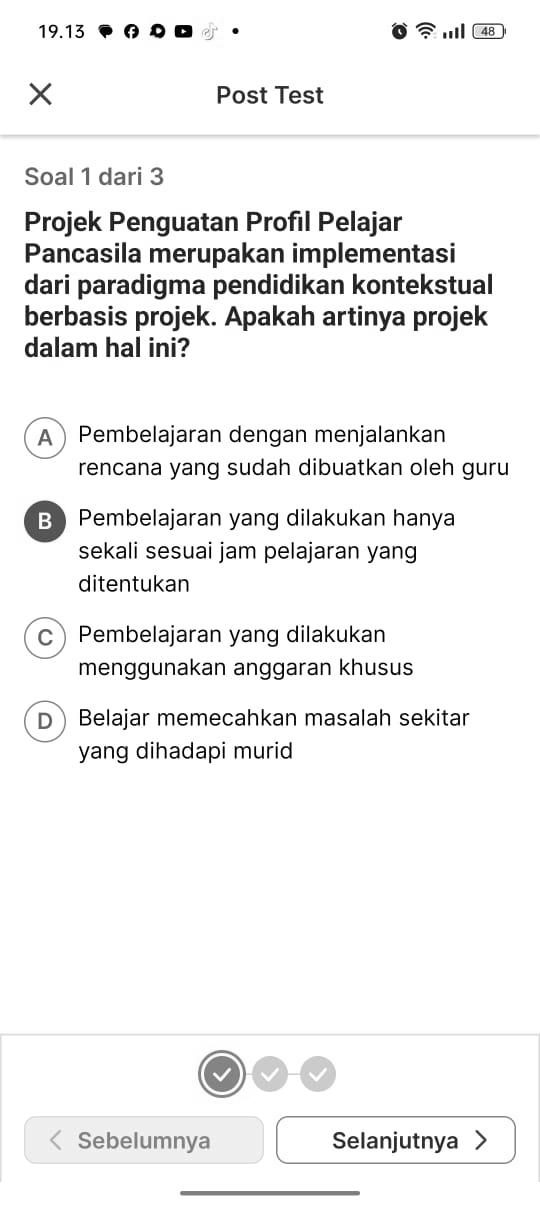 19.13
48
Post Test
Soal 1 dari 3
Projek Penguatan Profil Pelajar
Pancasila merupakan implementasi
dari paradigma pendidikan kontekstual
berbasis projek. Apakah artinya projek
dalam hal ini?
A Pembelajaran dengan menjalankan
rencana yang sudah dibuatkan oleh guru
B Pembelajaran yang dilakukan hanya
sekali sesuai jam pelajaran yang
ditentukan
C Pembelajaran yang dilakukan
menggunakan anggaran khusus
D Belajar memecahkan masalah sekitar
yang dihadapi murid
Sebelumnya
Selanjutnya